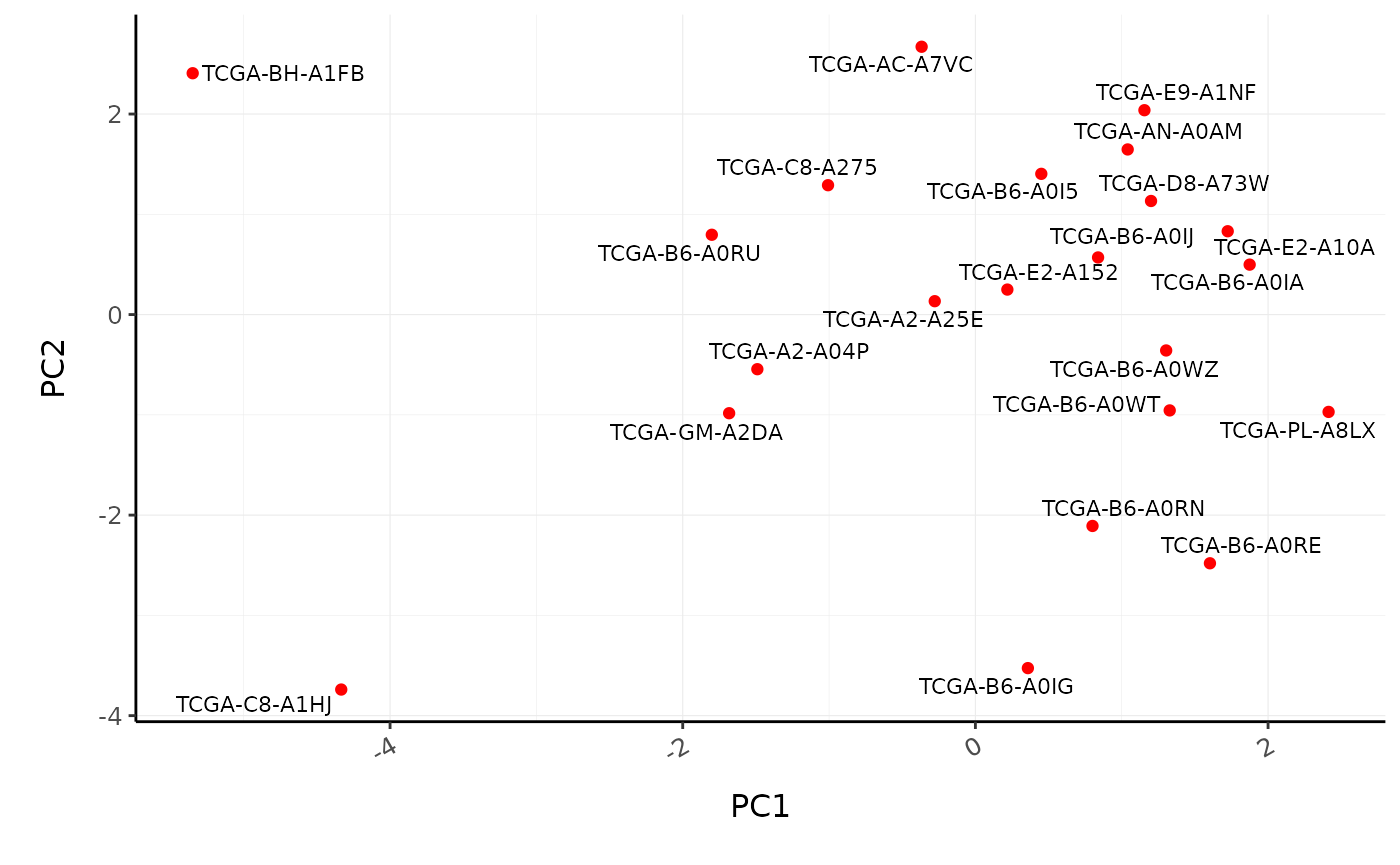 TCGA-AC-A7VC
TCGA-BH-A1FB
TCGA-E9-A1NF
2
TCGA-AN-A0AM
TCGA-C8-A275
TCGA-D8-A73W
TCGA-B6-A0I5
TCGA-B6-A0IJ
TCGA-E2-A10A
TCGA-B6-A0RU
TCGA-E2-A152
TCGA-B6-A0IA
0
TCGA-A2-A25E
TCGA-A2-A04P
PC2
TCGA-B6-A0WZ
TCGA-B6-A0WT
TCGA-PL-A8LX
TCGA-GM-A2DA
TCGA-B6-A0RN
-2
TCGA-B6-A0RE
TCGA-B6-A0IG
TCGA-C8-A1HJ
-4
-4
-2
0
2
PC1